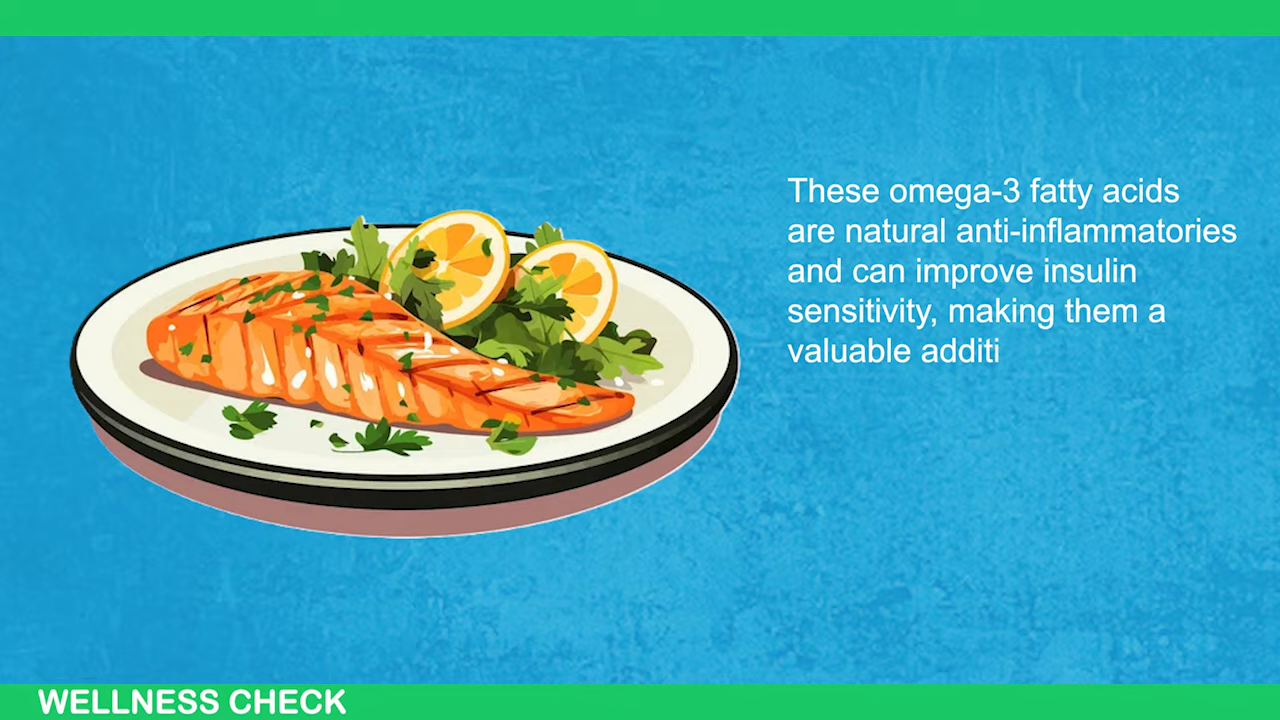 These omega-3 fatty acids
are natural anti-inflammatories
and can improve insulin
sensitivity, making them a
valuable additi
WELLNESS CHECK